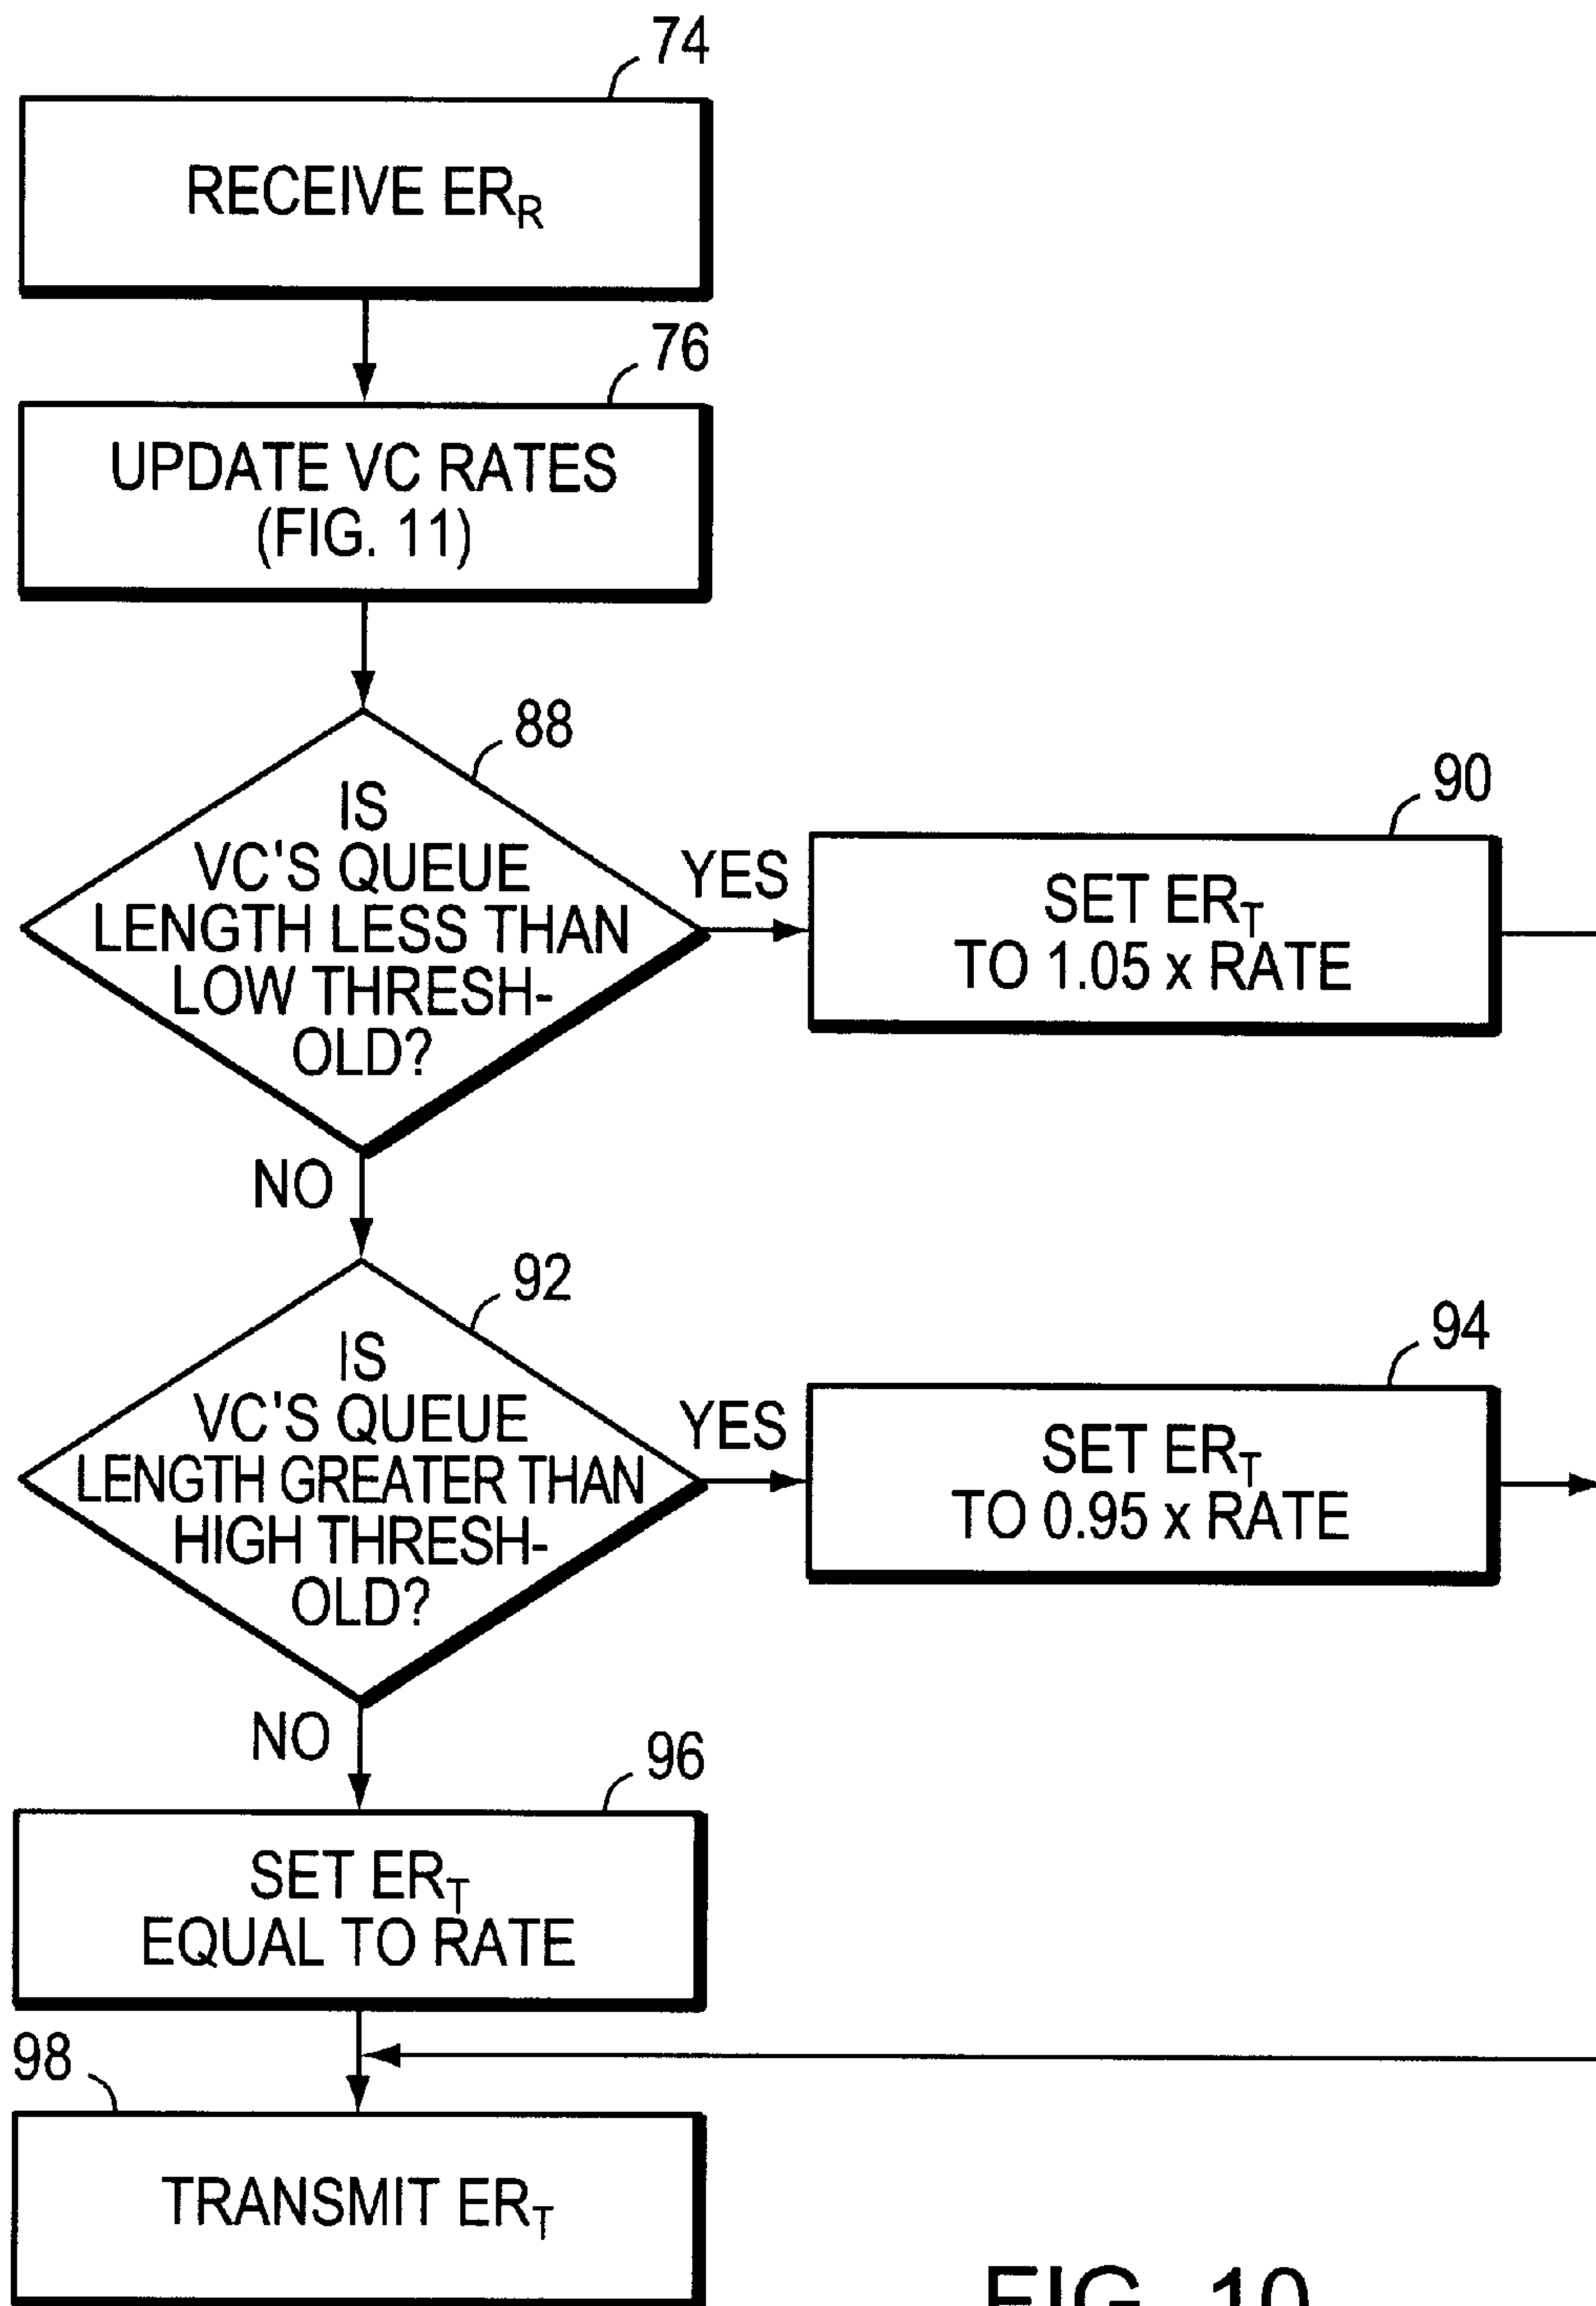 74
RECEIVE ER_R
76
UPDATE VC RATES
(FIG. 11)
88
IS
VC'S QUEUE
LENGTH LESS THAN
LOW THRESH-
OLD?
YES
90
SET ER_T
TO 1.05 x RATE
NO
92
IS
VC'S QUEUE
LENGTH GREATER THAN
HIGH THRESH-
OLD?
YES
94
SET ER_T
TO 0.95 x RATE
NO
96
SET ER_T
EQUAL TO RATE
98
TRANSMIT ER_T
FIG. 10